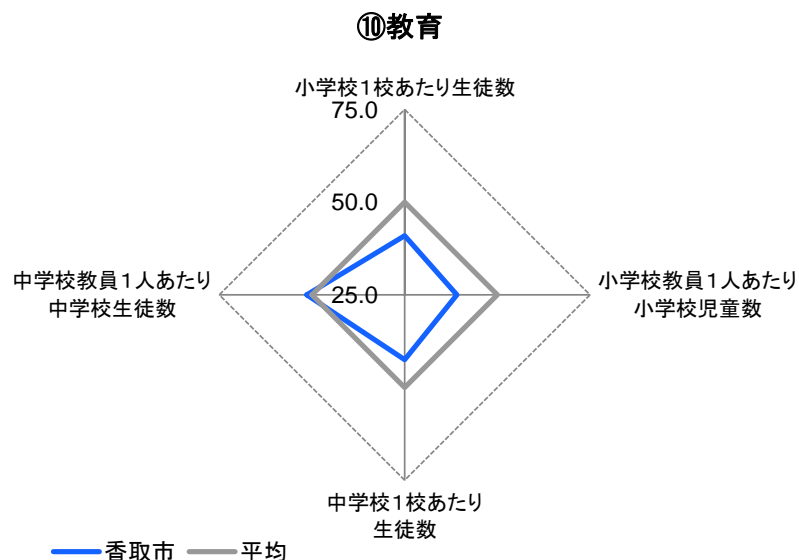 ⑩教育
小学校1校あたり生徒数
75.0
50.0
25.0
中学校教員1人あたり
中学校生徒数
小学校教員1人あたり
小学校児童数
中学校1校あたり
生徒数
香取市
平均